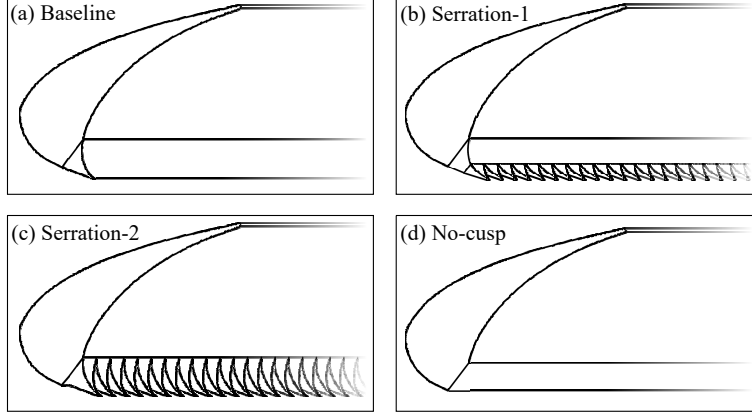 (a) Baseline
(b) Serration-1
(c) Serration-2
(d) No-cusp